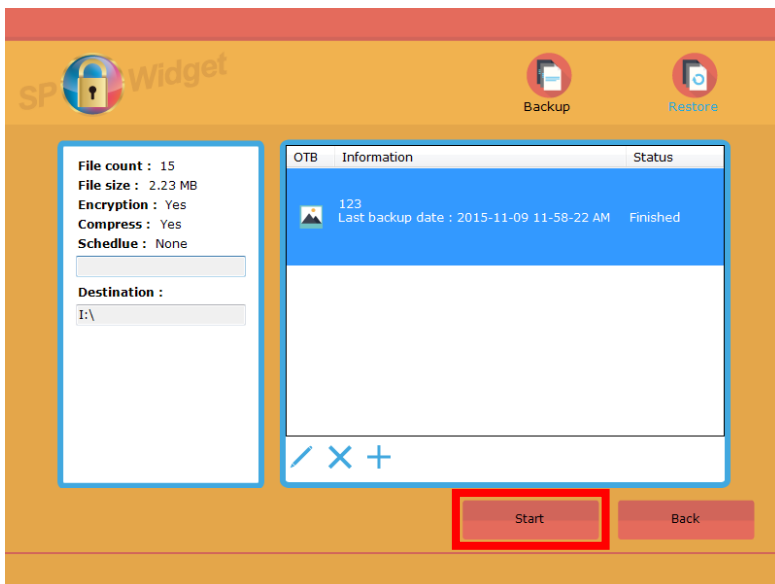 SP Widget
Backup
Restore
File count : 15
File size : 2.23 MB
Encryption : Yes
Compress : Yes
Schedlue : None
Destination :
I:\
OTB Information Status
123
Last backup date : 2015-11-09 11-58-22 AM Finished
Start
Back